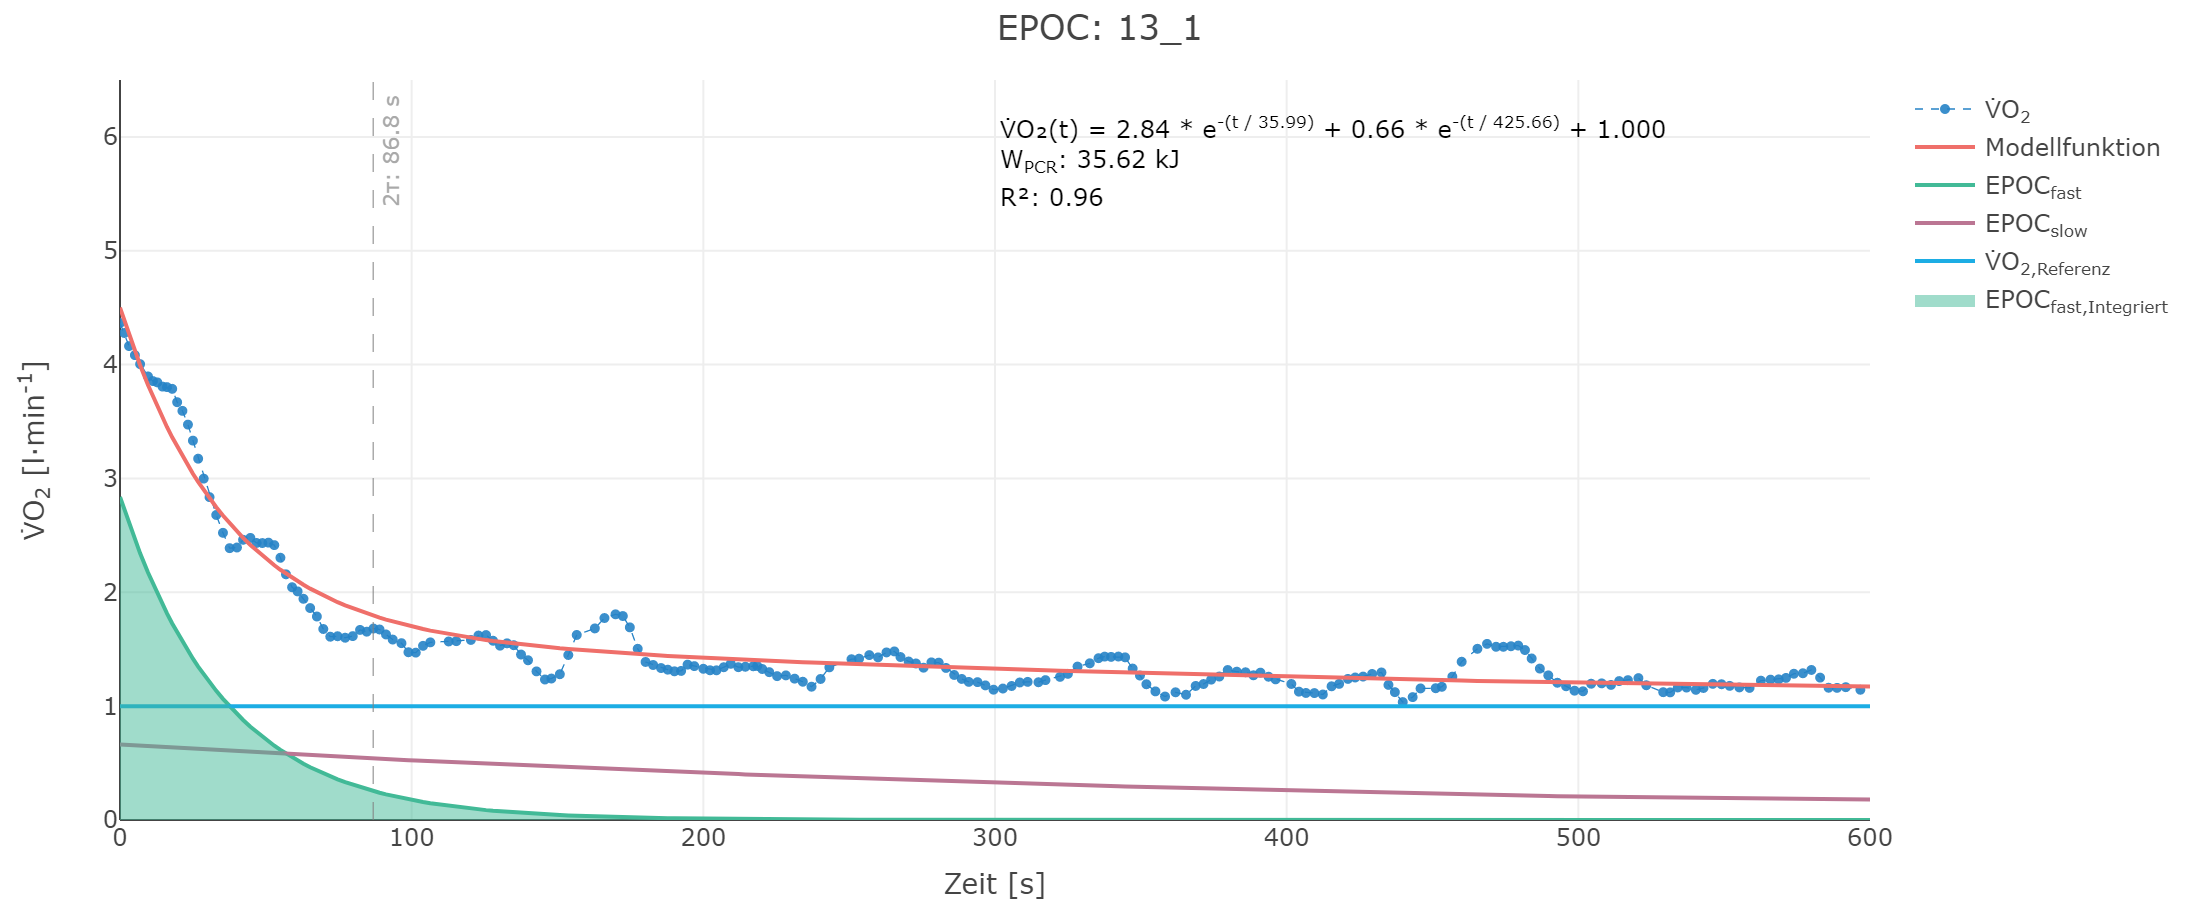 EPOC: 13_1
V̇O₂ [l·min⁻¹]
6
5
4
3
2
1
0
2τ: 86.8 s
V̇O₂(t) = 2.84 * e^-(t / 35.99) + 0.66 * e^-(t / 425.66) + 1.000
W_PCR: 35.62 kJ
R²: 0.96
0 100 200 300 400 500 600
Zeit [s]
V̇O₂
Modellfunktion
EPOC_fast
EPOC_slow
V̇O₂,Referenz
EPOC_fast,Integriert